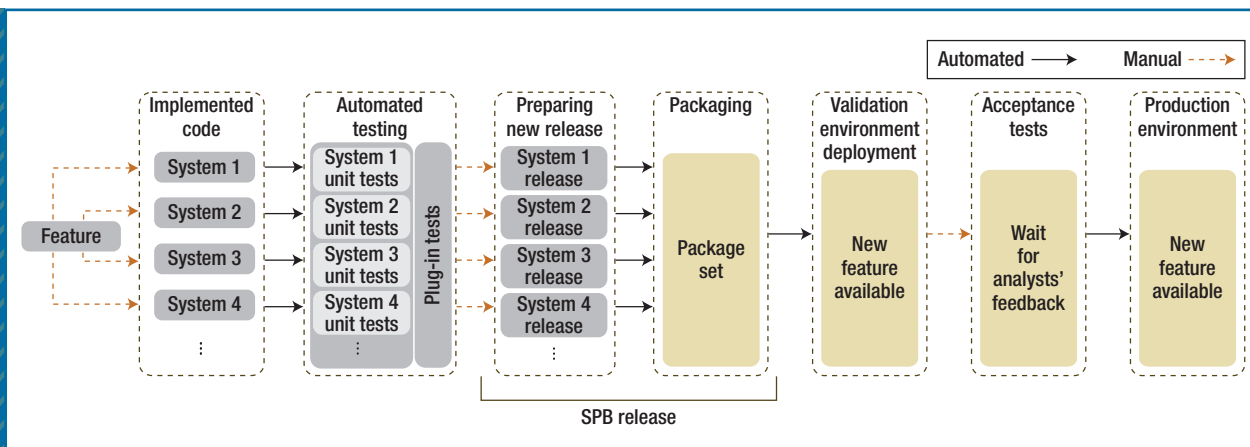 Automated
Manual
Implemented
code
Automated
testing
Preparing
new release
Packaging
Validation
environment
deployment
Acceptance
tests
Production
environment
Feature
System 1
System 2
System 3
System 4
⋮
System 1
unit tests
System 2
unit tests
System 3
unit tests
System 4
unit tests
⋮
Plug-in tests
System 1
release
System 2
release
System 3
release
System 4
release
⋮
Package
set
New
feature
available
Wait
for
analysts’
feedback
New
feature
available
SPB release